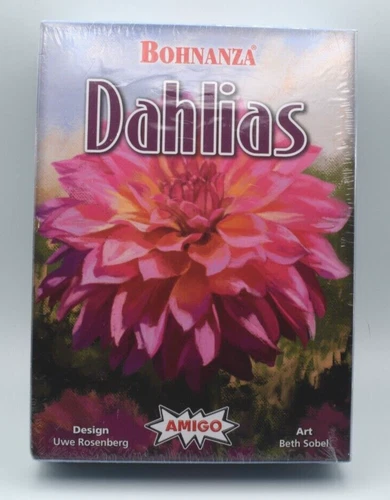 BOHNANZA®
Dahlias
Design
Uwe Rosenberg
AMIGO
Art
Beth Sobel